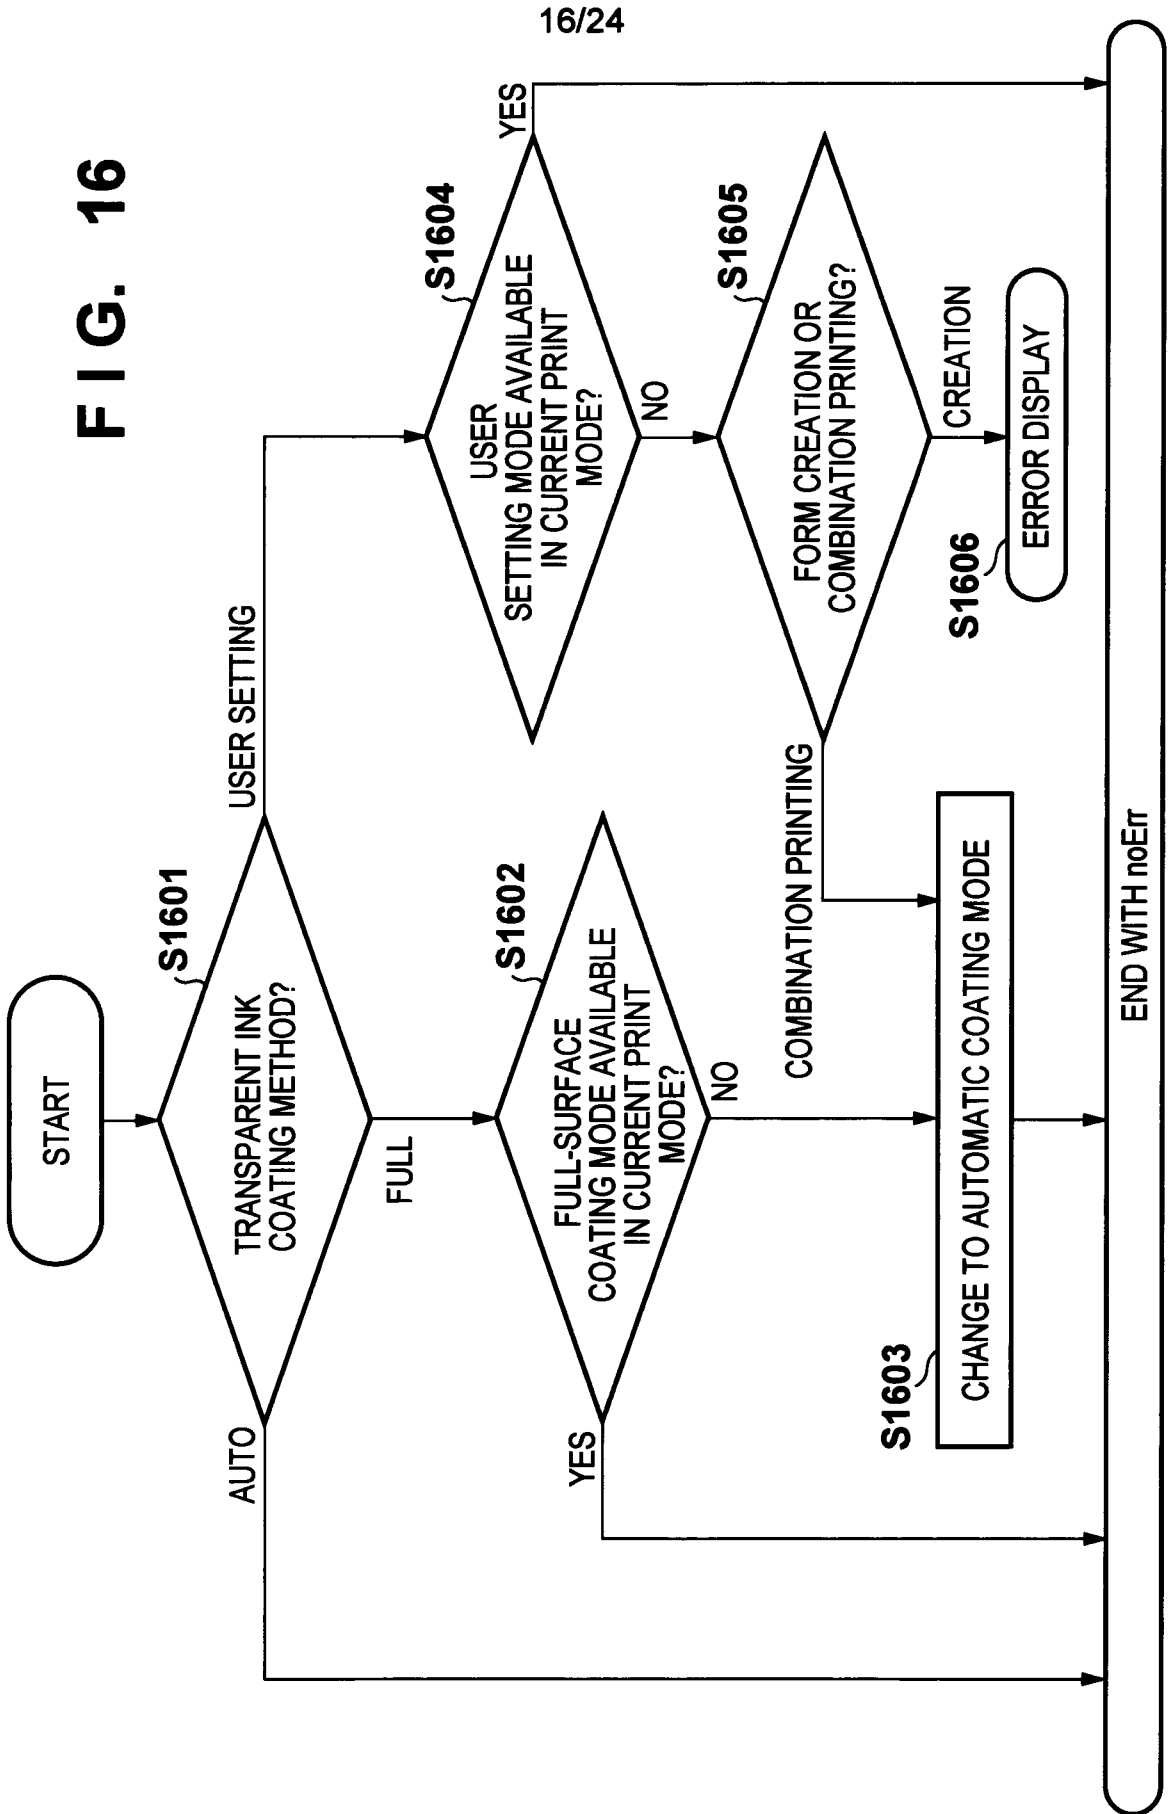 16/24
FIG. 16
START
S1601
TRANSPARENT INK
COATING METHOD?
AUTO
FULL
USER SETTING
S1602
FULL-SURFACE
COATING MODE AVAILABLE
IN CURRENT PRINT
MODE?
YES
NO
S1604
USER
SETTING MODE AVAILABLE
IN CURRENT PRINT
MODE?
YES
NO
S1605
FORM CREATION OR
COMBINATION PRINTING?
COMBINATION PRINTING
CREATION
S1603
CHANGE TO AUTOMATIC COATING MODE
S1606
ERROR DISPLAY
END WITH noErr